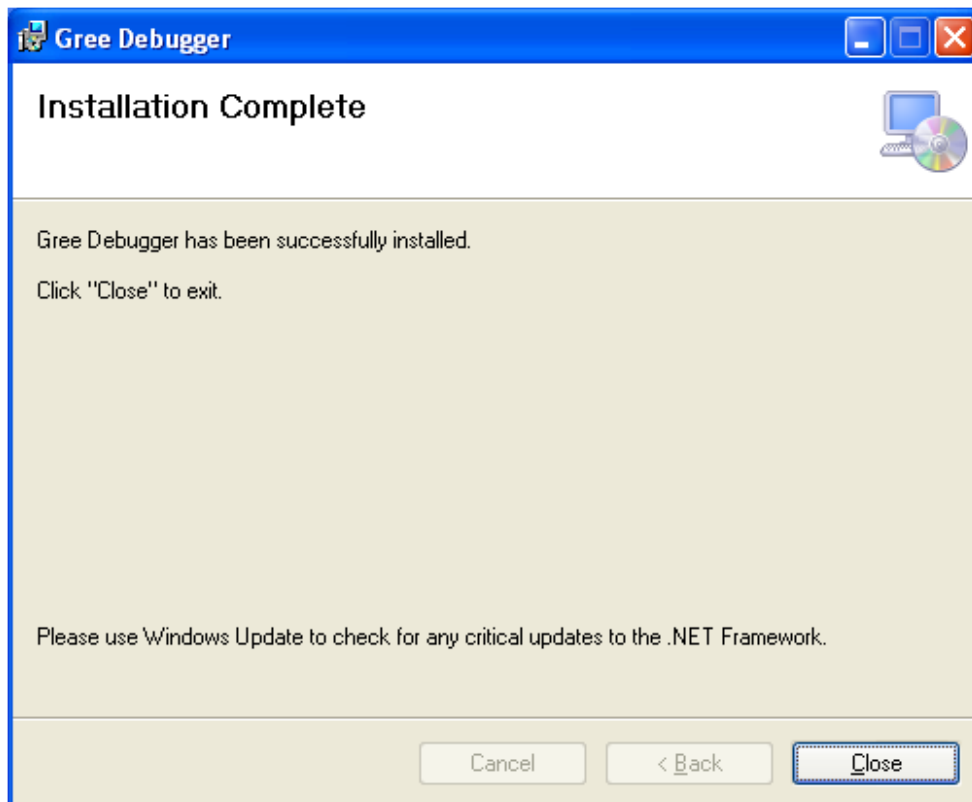 Gree Debugger
Installation Complete
Gree Debugger has been successfully installed.
Click "Close" to exit.
Please use Windows Update to check for any critical updates to the .NET Framework.
Cancel
< Back
Close